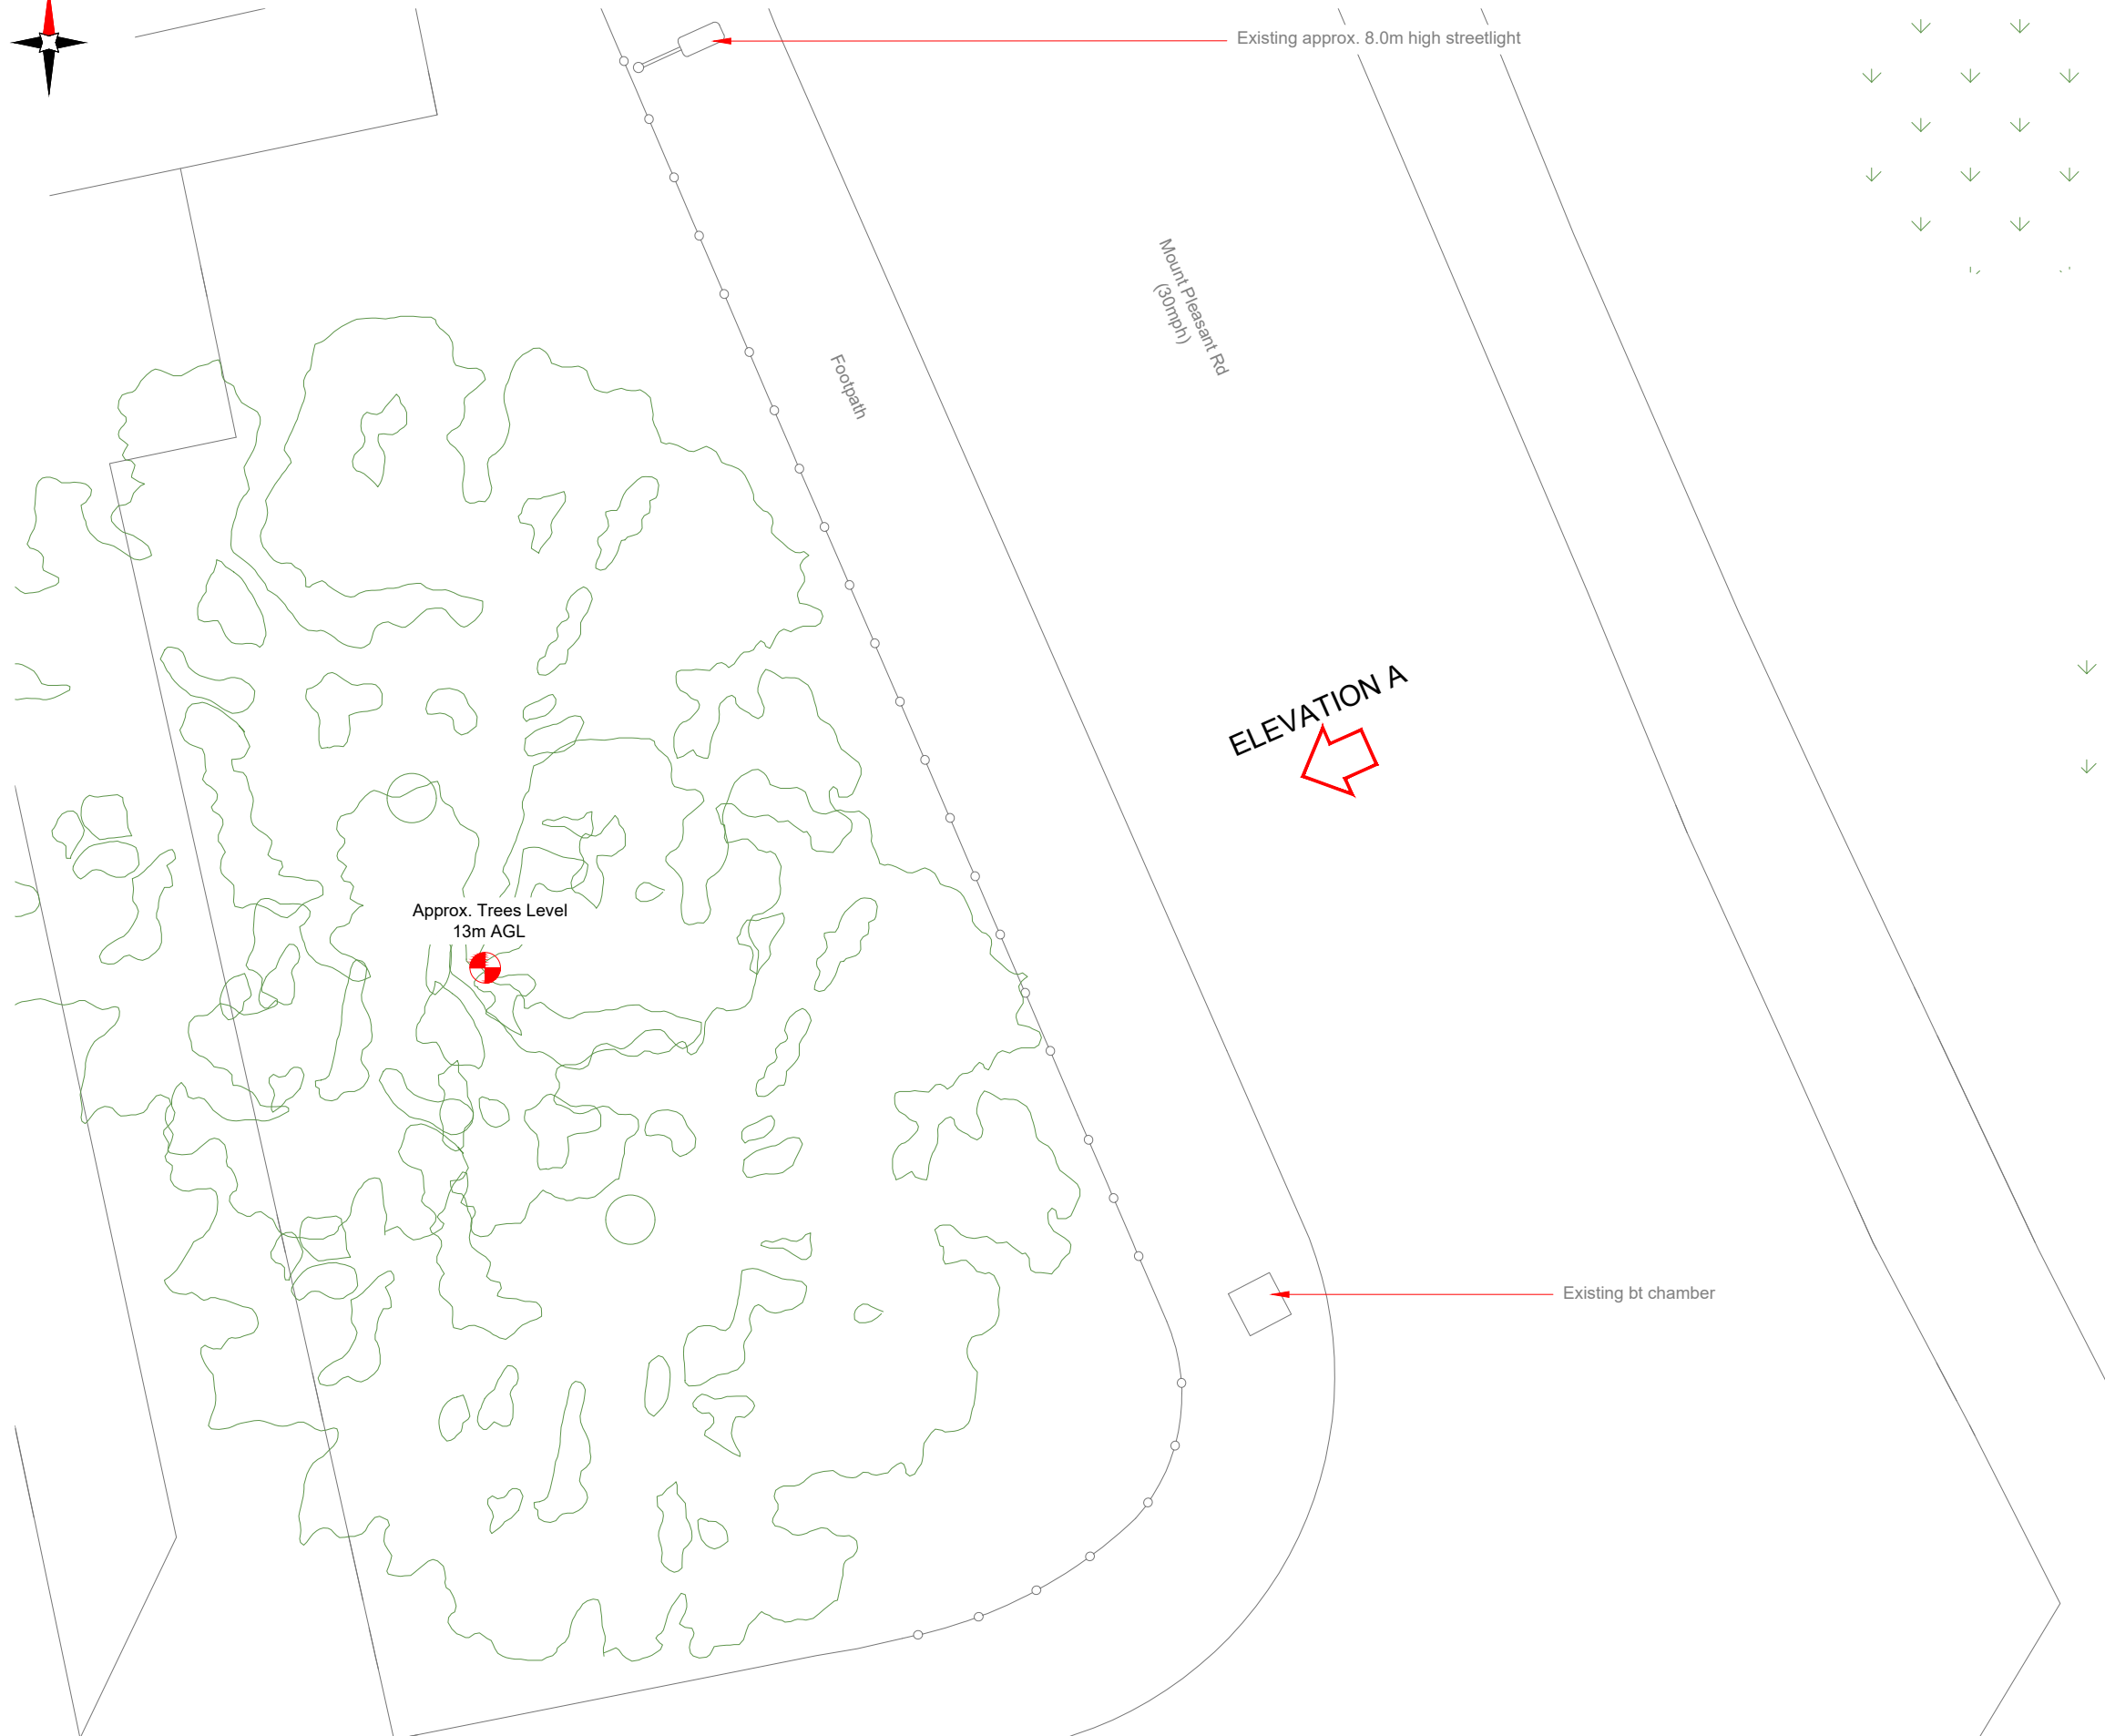 Existing approx. 8.0m high streetlight
Mount Pleasant Rd
(30mph)
Footpath
ELEVATION A
Approx. Trees Level
13m AGL
Existing bt chamber